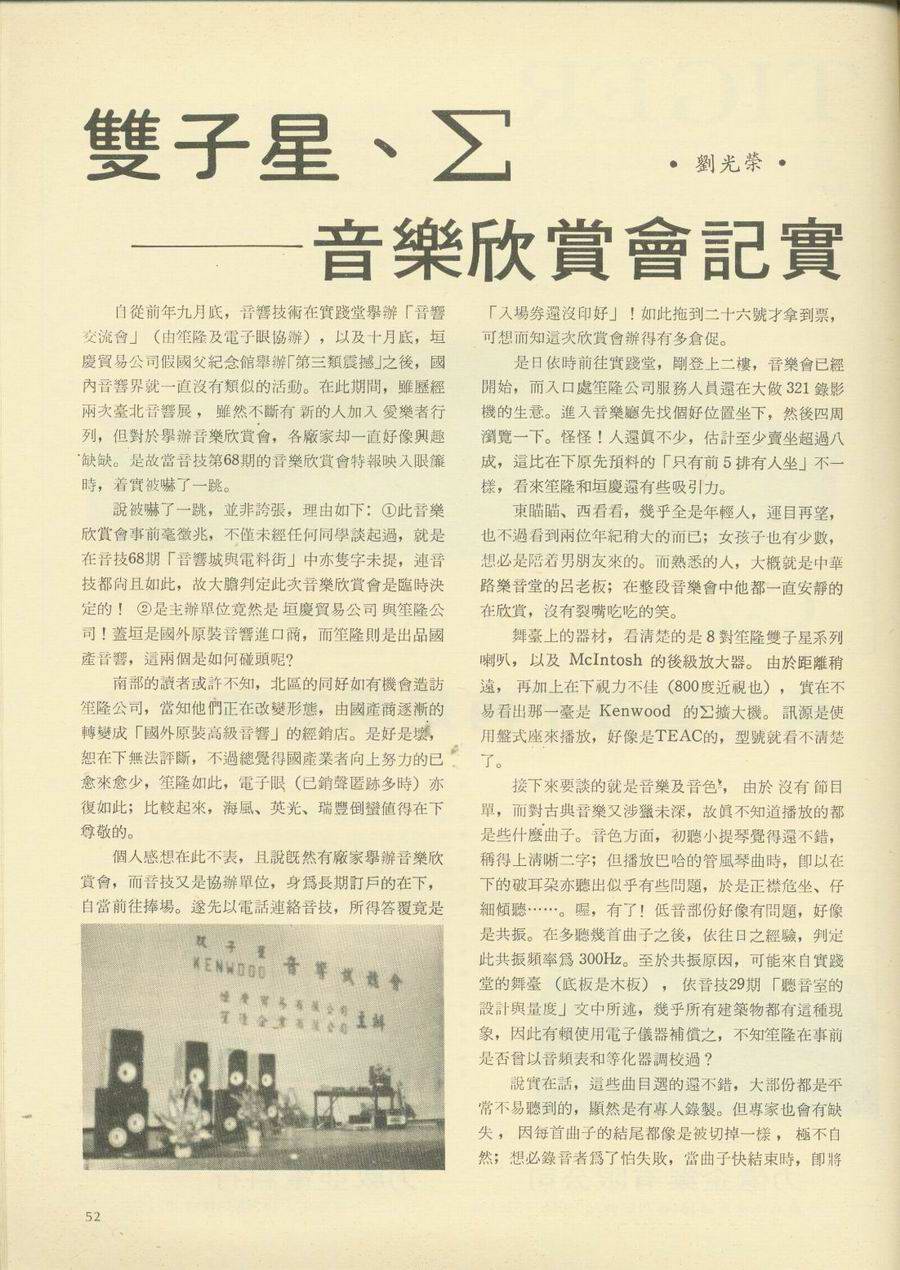 雙子星、Σ
• 劉光榮 •
——音樂欣賞會記實
自從前年九月底，音響技術在實踐堂舉辦「音響
交流會」（由笙隆及電子眼協辦），以及十月底，垣
慶貿易公司假國父紀念館舉辦「第三類震撼」之後，國
內音響界就一直沒有類似的活動。在此期間，雖歷經
兩次臺北音響展，雖然不斷有新的人加入愛樂者行
列，但對於舉辦音樂欣賞會，各廠家却一直好像興趣
缺缺。是故當音技第68期的音樂欣賞會特報映入眼簾
時，着實被嚇了一跳。
說被嚇了一跳，並非誇張，理由如下：①此音樂
欣賞會事前毫徵兆，不僅未經任何同學談起過，就是
在音技68期「音響城與電料街」中亦隻字未提，連音
技都尙且如此，故大膽判定此次音樂欣賞會是臨時決
定的！②是主辦單位竟然是垣慶貿易公司與笙隆公
司！蓋垣是國外原裝音響進口商，而笙隆則是出品國
產音響，這兩個是如何碰頭呢?
南部的讀者或許不知，北區的同好如有機會造訪
笙隆公司，當知他們正在改變形態，由國產商逐漸的
轉變成「國外原裝高級音響」的經銷店。是好是壞，
恕在下無法評斷，不過總覺得國產業者向上努力的已
愈來愈少，笙隆如此，電子眼（已銷聲匿跡多時）亦
復如此；比較起來，海風、英光、瑞豐倒蠻値得在下
尊敬的。
個人感想在此不表，且說旣然有廠家舉辦音樂欣
賞會，而音技又是協辦單位，身爲長期訂戶的在下，
自當前往捧場。遂先以電話連絡音技，所得答覆竟是
雙子星
KENWOOD 音響試聽會
垣慶貿易有限公司
笙隆企業有限公司 主辦
「入場券還沒印好」！如此拖到二十六號才拿到票，
可想而知這次欣賞會辦得有多倉促。
是日依時前往實踐堂，剛登上二樓，音樂會已經
開始，而入口處笙隆公司服務人員還在大做 321 錄影
機的生意。進入音樂廳先找個好位置坐下，然後四周
瀏覽一下。怪怪！人還眞不少，估計至少賣坐超過八
成，這比在下原先預料的「只有前 5 排有人坐」不一
樣，看來笙隆和垣慶還有些吸引力。
東瞄瞄、西看看，幾乎全是年輕人，運目再望，
也不過看到兩位年紀稍大的而已；女孩子也有少數，
想必是陪着男朋友來的。而熟悉的人，大概就是中華
路樂音堂的呂老板；在整段音樂會中他都一直安靜的
在欣賞，沒有裂嘴吃吃的笑。
舞臺上的器材，看淸楚的是 8 對笙隆雙子星系列
喇叭，以及 McIntosh 的後級放大器。由於距離稍
遠，再加上在下視力不佳（800度近視也），實在不
易看出那一臺是 Kenwood 的Σ擴大機。訊源是使
用盤式座來播放，好像是TEAC的，型號就看不淸楚
了。
接下來要談的就是音樂及音色，由於沒有節目
單，而對古典音樂又涉獵未深，故眞不知道播放的都
是些什麼曲子。音色方面，初聽小提琴覺得還不錯，
稱得上淸晰二字；但播放巴哈的管風琴曲時，卽以在
下的破耳朶亦聽出似乎有些問題，於是正襟危坐、仔
細傾聽……。喔，有了！低音部份好像有問題，好像
是共振。在多聽幾首曲子之後，依往日之經驗，判定
此共振頻率爲 300Hz。至於共振原因，可能來自實踐
堂的舞臺（底板是木板），依音技29期「聽音室的
設計與量度」文中所述，幾乎所有建築物都有這種現
象，因此有賴使用電子儀器補償之，不知笙隆在事前
是否曾以音頻表和等化器調校過？
說實在話，這些曲目選的還不錯，大部份都是平
常不易聽到的，顯然是有專人錄製。但專家也會有缺
失，因每首曲子的結尾都像是被切掉一樣，極不自
然；想必錄音者爲了怕失敗，當曲子快結束時，卽將
52